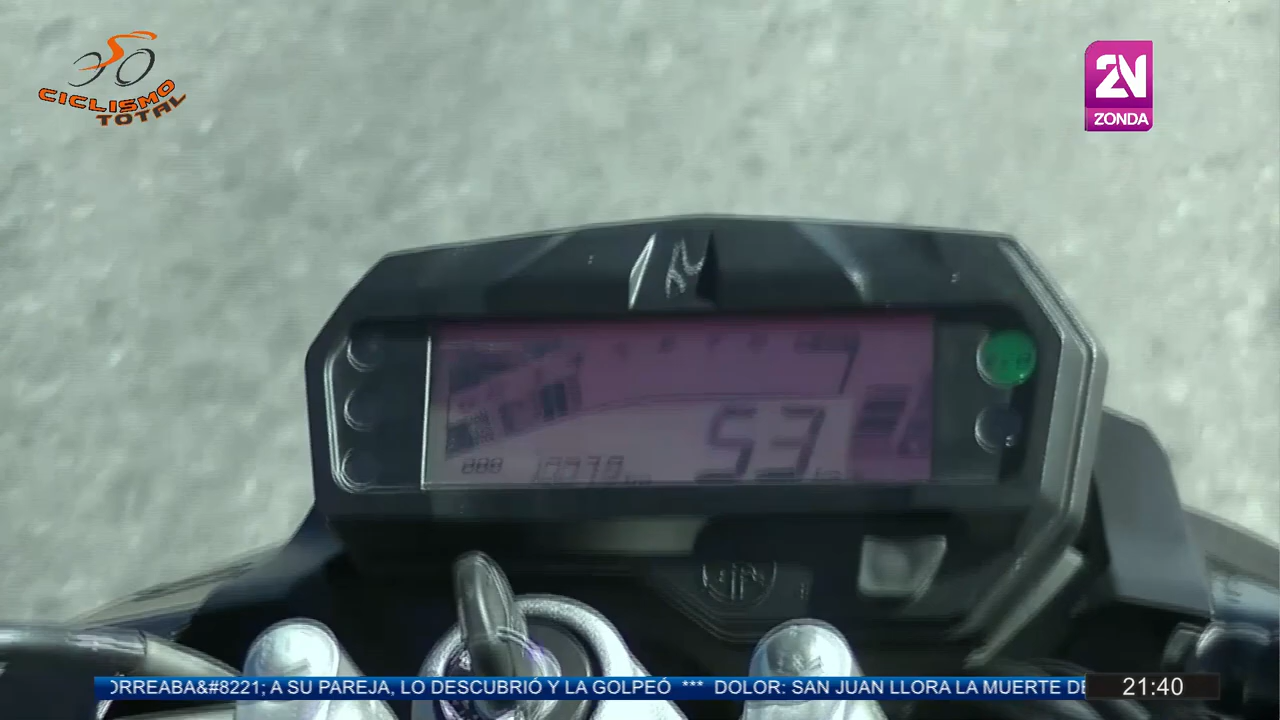 CICLISMO
TOTAL
2N
ZONDA
53
ORREABA&#8221; A SU PAREJA, LO DESCUBRIÓ Y LA GOLPEÓ *** DOLOR: SAN JUAN LLORA LA MUERTE DE
21:40